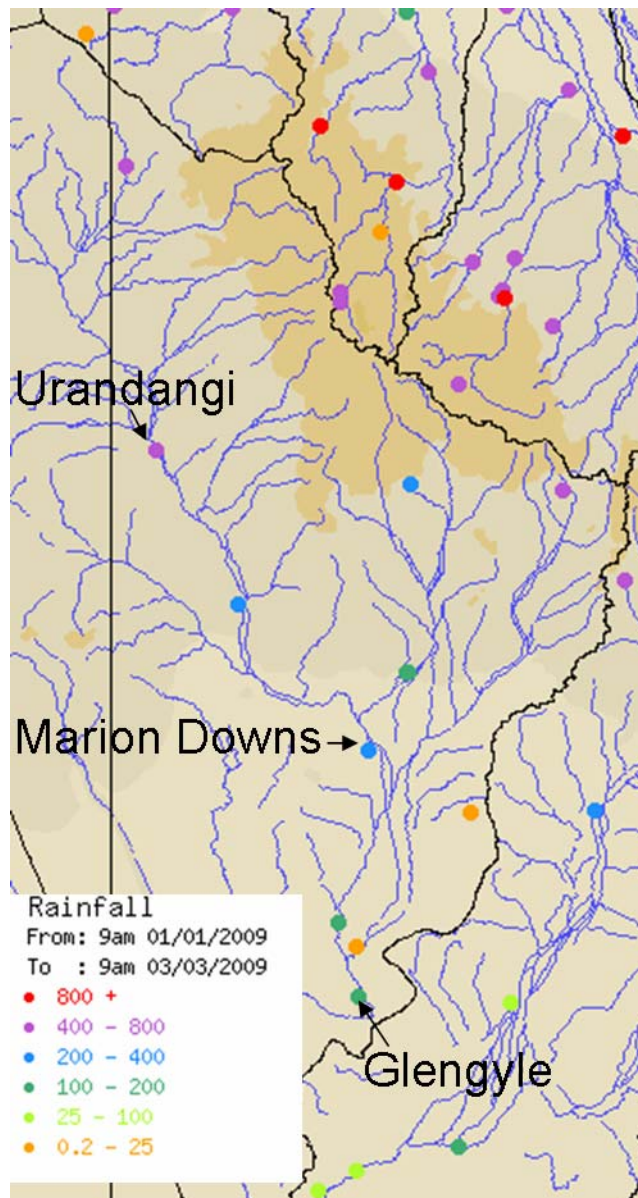 Urandangi
Marion Downs
Rainfall
From: 9am 01/01/2009
To : 9am 03/03/2009
800 +
400 - 800
200 - 400
100 - 200
25 - 100
0.2 - 25
Glengyle